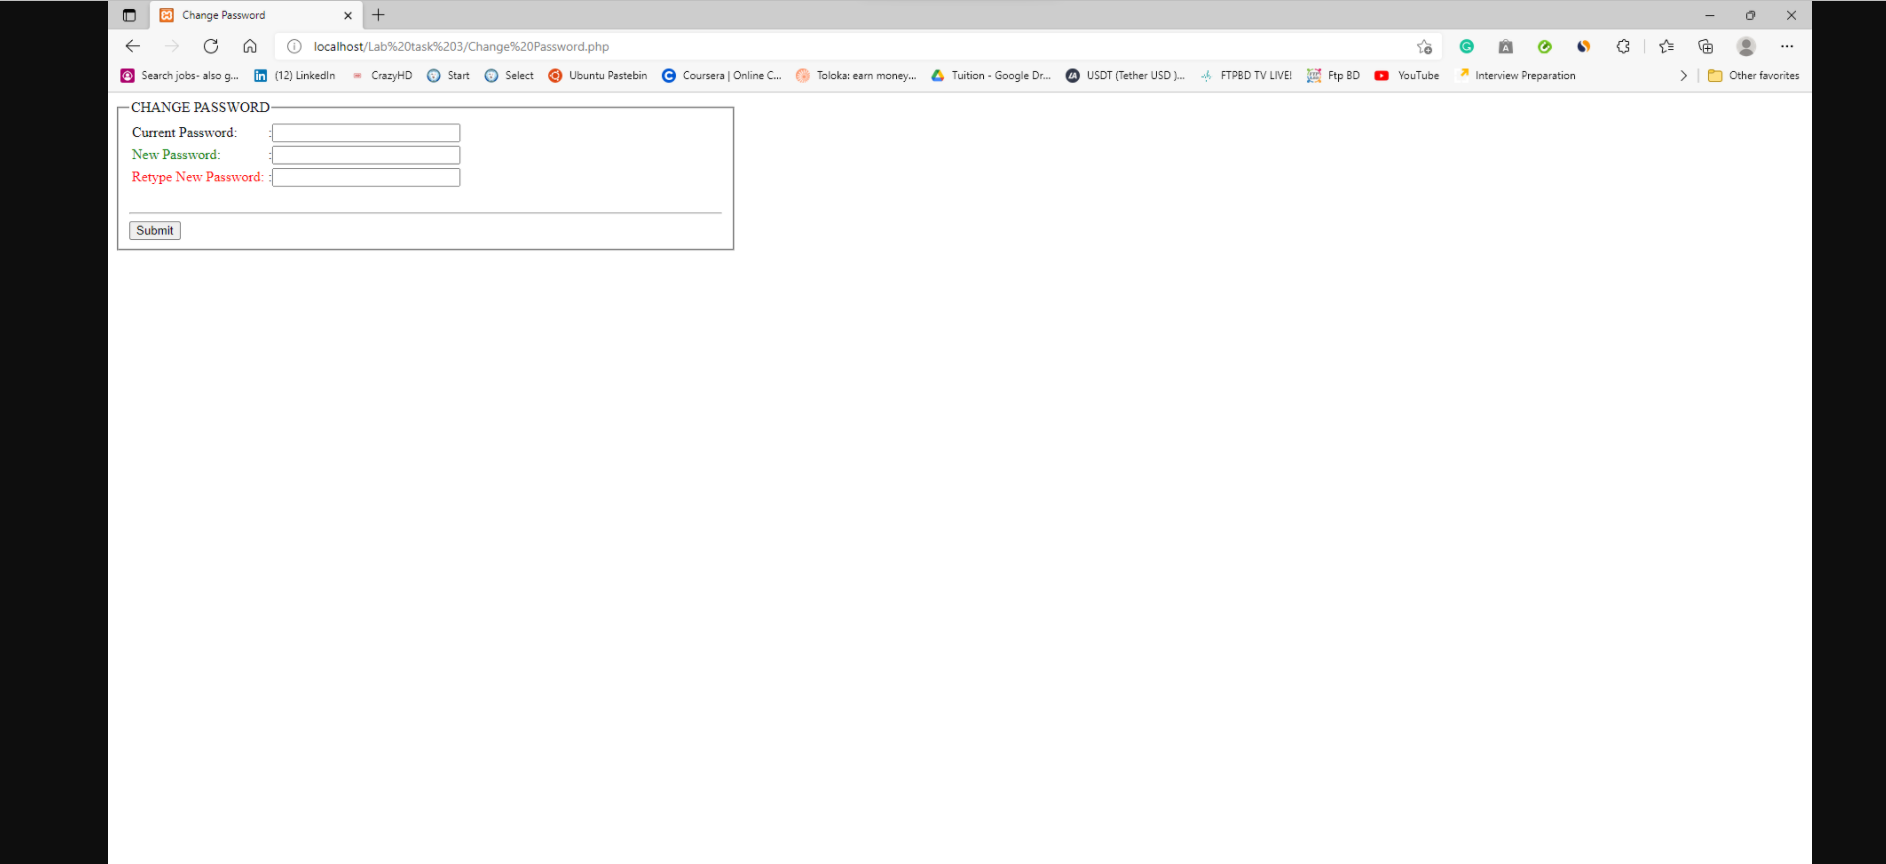 Change Password
localhost/Lab%20task%203/Change%20Password.php
Search jobs- also g... (12) LinkedIn CrazyHD Start Select Ubuntu Pastebin Coursera | Online C... Toloka: earn money... Tuition - Google Dr... USDT (Tether USD )... FTPBD TV LIVE! Ftp BD YouTube Interview Preparation Other favorites
CHANGE PASSWORD
Current Password: :
New Password: :
Retype New Password: :
Submit